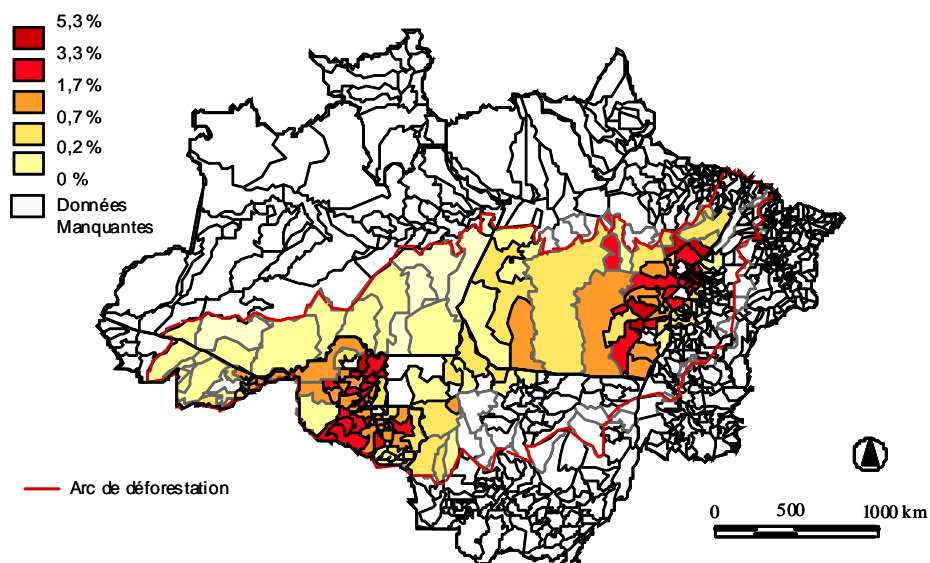 5,3 %
3,3 %
1,7 %
0,7 %
0,2 %
0 %
Données
Manquantes
Arc de déforestation
0 500 1000 km